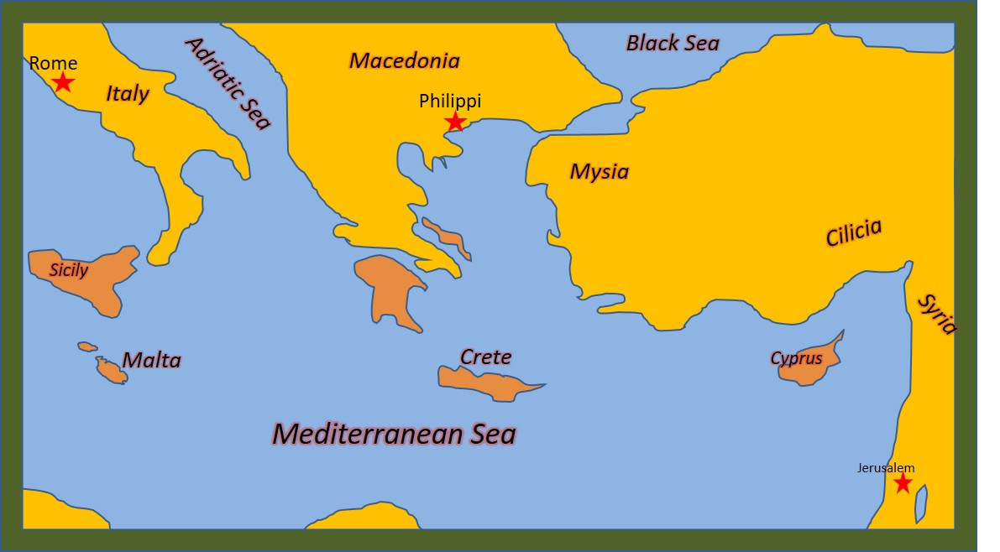 Black Sea
Adriatic Sea
Macedonia
Rome
Italy
Philippi
Mysia
Cilicia
Sicily
Syria
Malta
Crete
Cyprus
Mediterranean Sea
Jerusalem